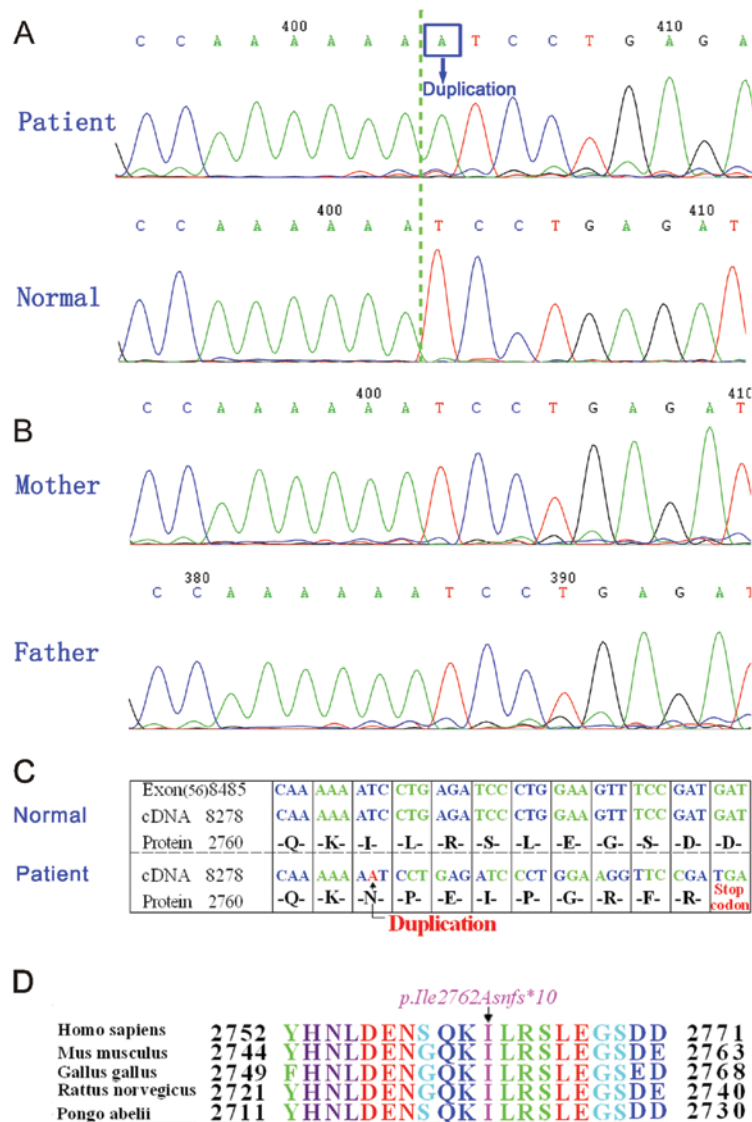 A
400 410
C C A A A A A A A T C C T G A G A
Duplication
Patient
400 410
C C A A A A A A T C C T G A G A T
Normal
400 410
C C A A A A A A T C C T G A G A T
B
Mother
380 390
C C A A A A A A T C C T G A G A T
Father
C
Exon(56)8485 CAA AAA ATC CTG AGA TCC CTG GAA GTT TCC GAT GAT
Normal cDNA 8278 CAA AAA ATC CTG AGA TCC CTG GAA GTT TCC GAT GAT
Protein 2760 -Q- -K- -I- -L- -R- -S- -L- -E- -G- -S- -D- -D-
Patient cDNA 8278 CAA AAA AAT CCT GAG ATC CCT GGA AGG TTC CGA TGA
Protein 2760 -Q- -K- -N- -P- -E- -I- -P- -G- -R- -F- -R- Stop codon
Duplication
D
p.Ile2762Asnfs*10
Homo sapiens 2752 YHNLDENSQKILRSLEGSDD 2771
Mus musculus 2744 YHNLDENGQKILRSLEGSDE 2763
Gallus gallus 2749 FHNLDENGQKILRSLEGSED 2768
Rattus norvegicus 2721 YHNLDENGQKILRSLEGSDE 2740
Pongo abelii 2711 YHNLDENSQKILRSLEGSDD 2730